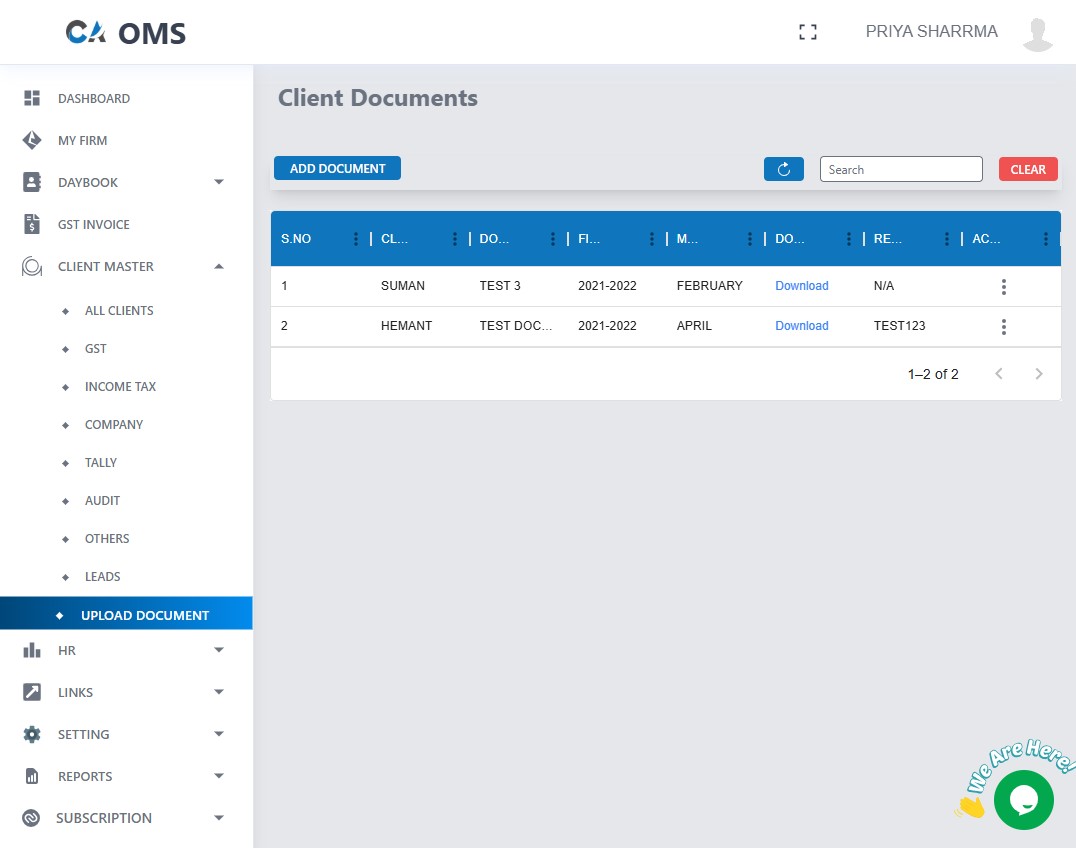 CA OMS
PRIYA SHARRMA
DASHBOARD
MY FIRM
DAYBOOK
GST INVOICE
CLIENT MASTER
ALL CLIENTS
GST
INCOME TAX
COMPANY
TALLY
AUDIT
OTHERS
LEADS
UPLOAD DOCUMENT
HR
LINKS
SETTING
REPORTS
SUBSCRIPTION
Client Documents
ADD DOCUMENT Search CLEAR
S.NO CL... DO... FI... M... DO... RE... AC...
1 SUMAN TEST 3 2021-2022 FEBRUARY Download N/A
2 HEMANT TEST DOC... 2021-2022 APRIL Download TEST123
1–2 of 2
We Are Here!